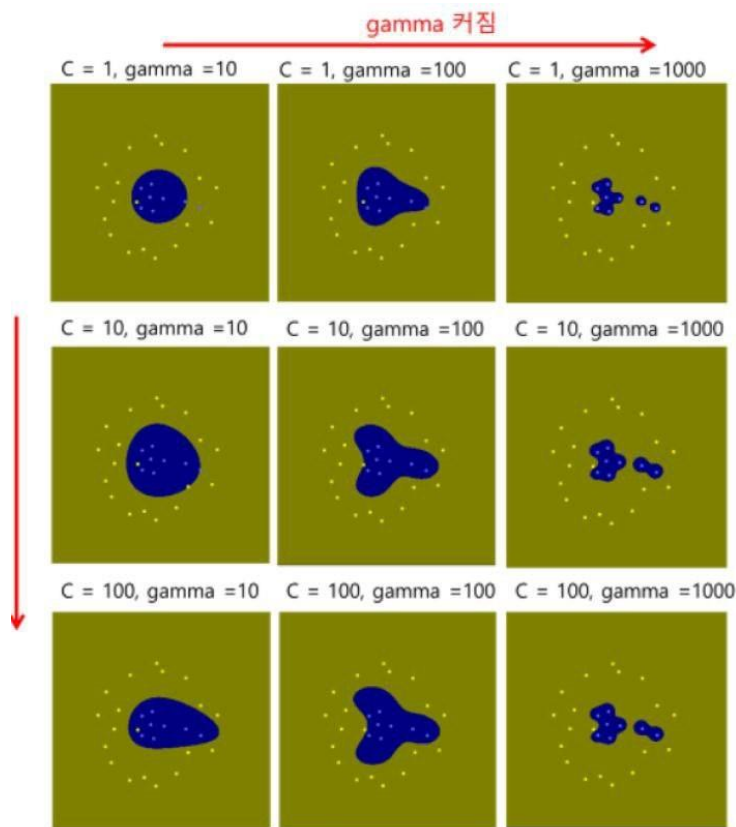 gamma 커짐
C = 1, gamma =10
C = 1, gamma =100
C = 1, gamma =1000
C = 10, gamma =10
C = 10, gamma =100
C = 10, gamma =1000
C = 100, gamma =10
C = 100, gamma =100
C = 100, gamma =1000